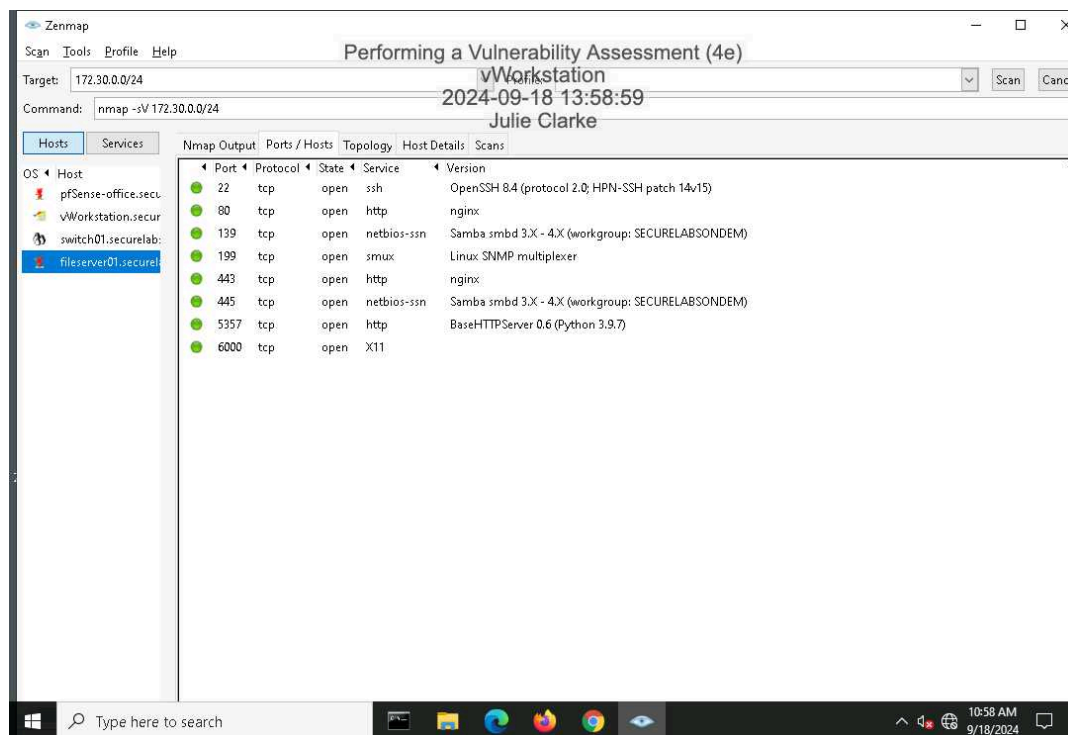 Zenmap
Scan Tools Profile Help
Performing a Vulnerability Assessment (4e)
vWorkstation
2024-09-18 13:58:59
Julie Clarke
Target: 172.30.0.0/24 Profile: Scan Canc
Command: nmap -sV 172.30.0.0/24
Hosts Services Nmap Output Ports / Hosts Topology Host Details Scans
OS Host
pfSense-office.secu
vWorkstation.secur
switch01.securelab:
fileserver01.securel
Port Protocol State Service Version
22 tcp open ssh OpenSSH 8.4 (protocol 2.0; HPN-SSH patch 14v15)
80 tcp open http nginx
139 tcp open netbios-ssn Samba smbd 3.X - 4.X (workgroup: SECURELABSONDEM)
199 tcp open smux Linux SNMP multiplexer
443 tcp open http nginx
445 tcp open netbios-ssn Samba smbd 3.X - 4.X (workgroup: SECURELABSONDEM)
5357 tcp open http BaseHTTPServer 0.6 (Python 3.9.7)
6000 tcp open X11
Type here to search
10:58 AM
9/18/2024